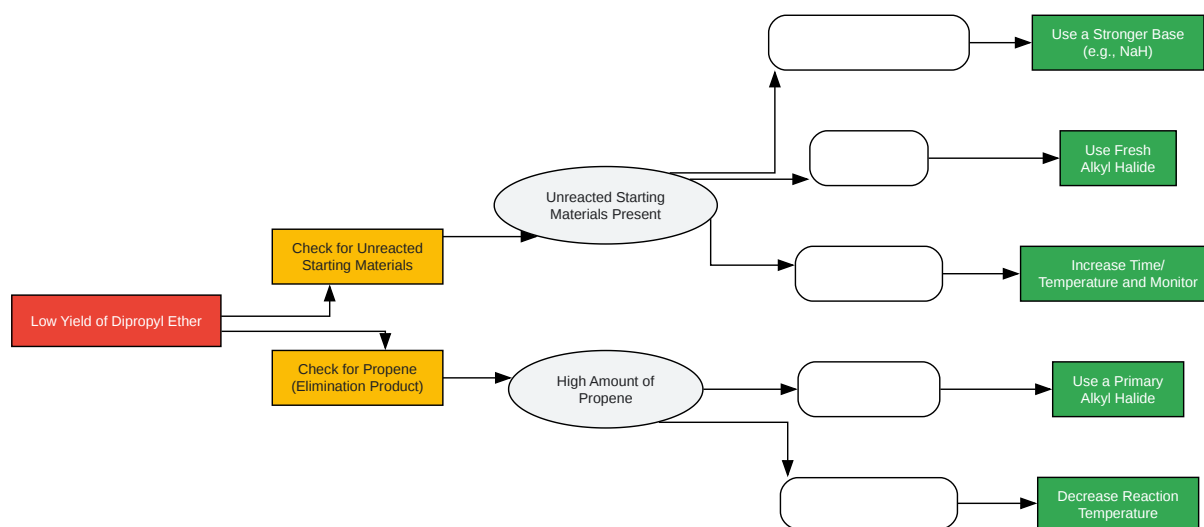 Use a Stronger Base
(e.g., NaH)
Use Fresh
Alkyl Halide
Unreacted Starting
Materials Present
Check for Unreacted
Starting Materials
Increase Time/
Temperature and Monitor
Low Yield of Dipropyl Ether
Check for Propene
(Elimination Product)
High Amount of
Propene
Use a Primary
Alkyl Halide
Decrease Reaction
Temperature